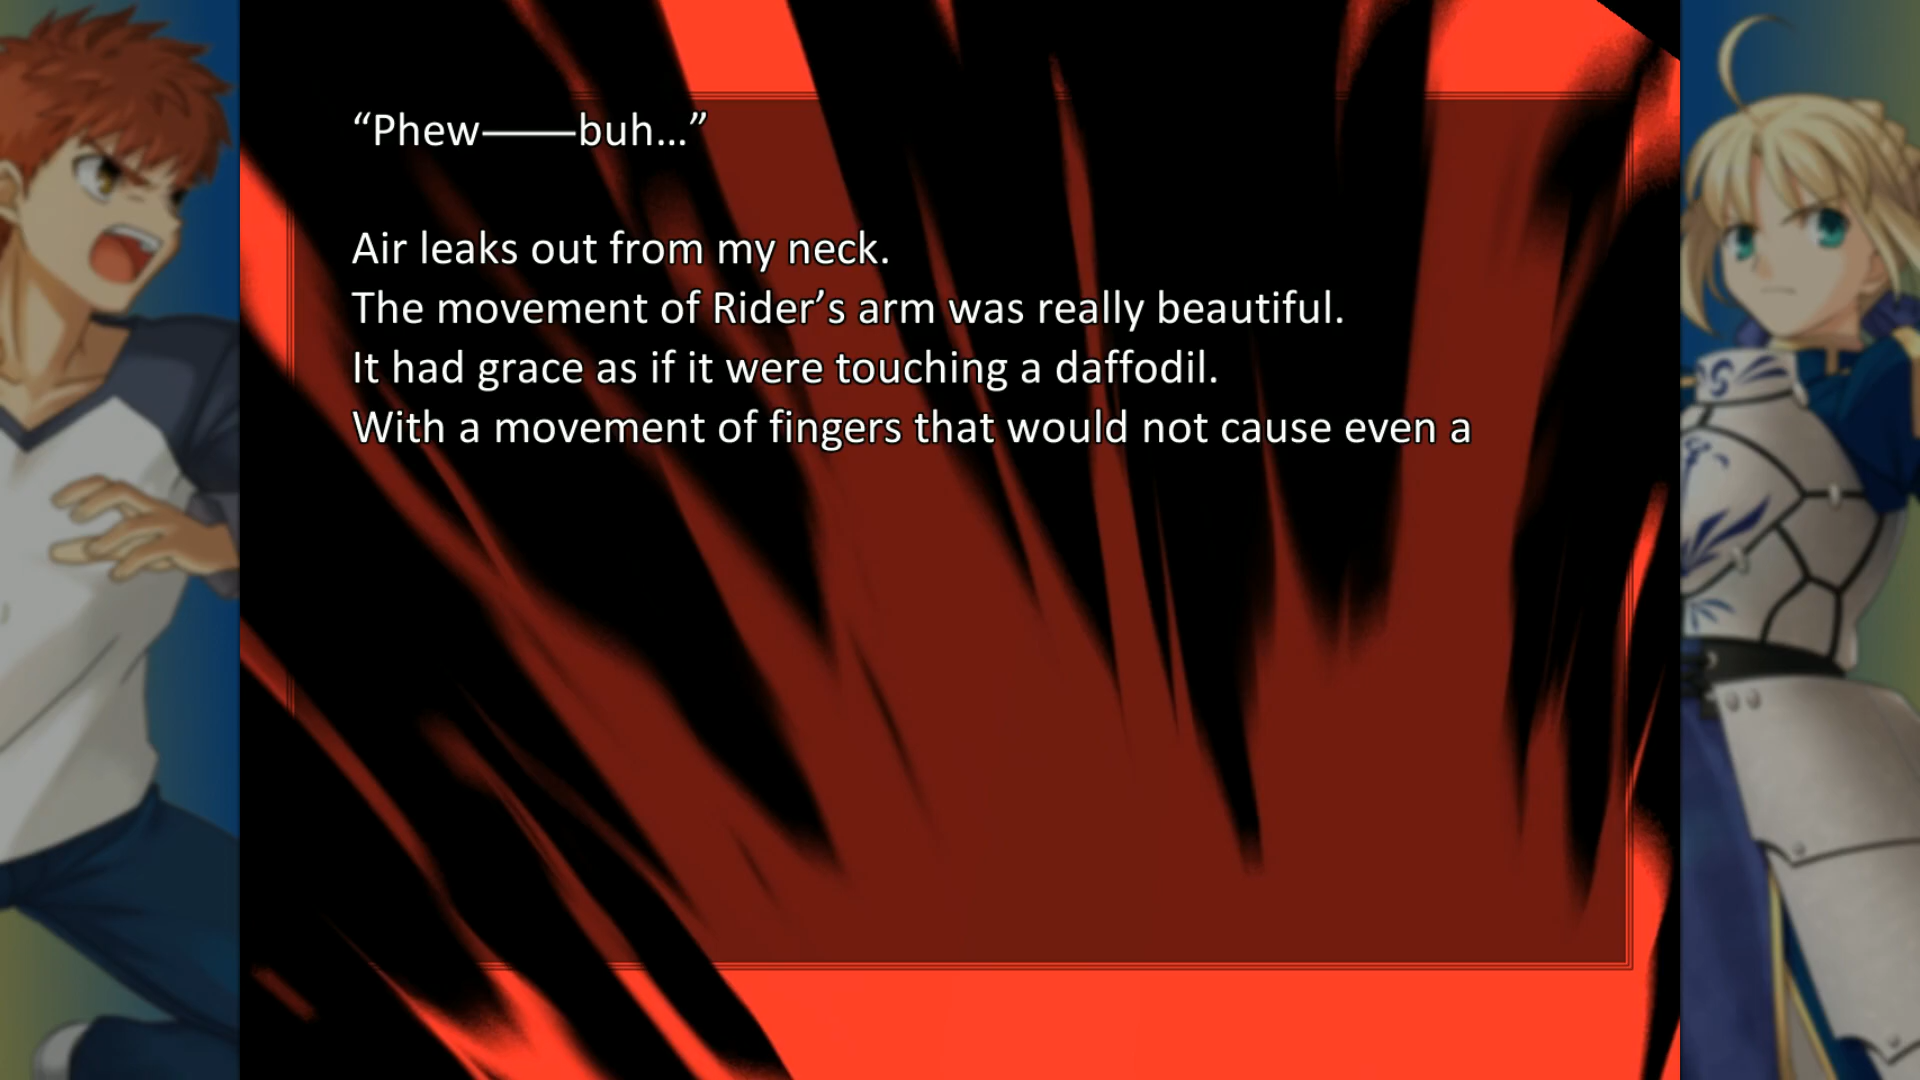 “Phew───buh…”
Air leaks out from my neck.
The movement of Rider’s arm was really beautiful.
It had grace as if it were touching a daffodil.
With a movement of fingers that would not cause even a